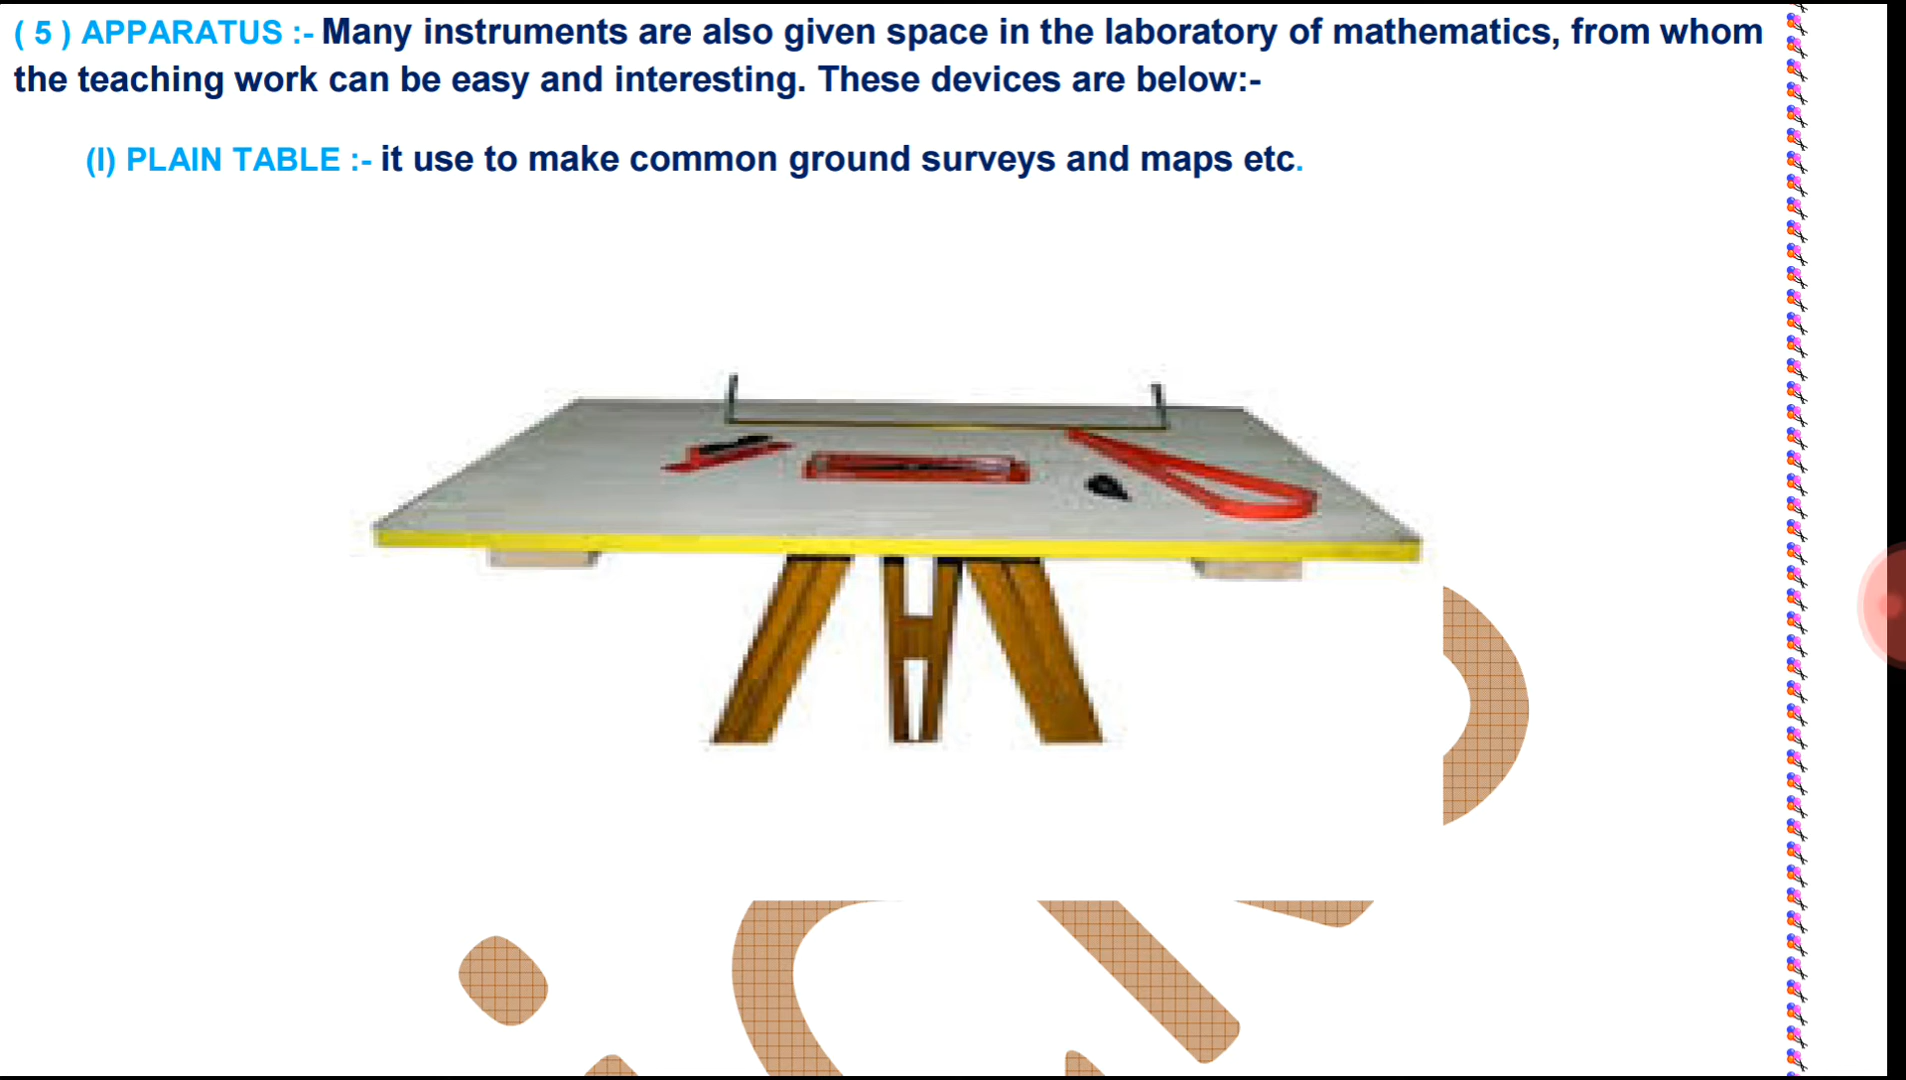 ( 5 ) APPARATUS :- Many instruments are also given space in the laboratory of mathematics, from whom
the teaching work can be easy and interesting. These devices are below:-
(I) PLAIN TABLE :- it use to make common ground surveys and maps etc.